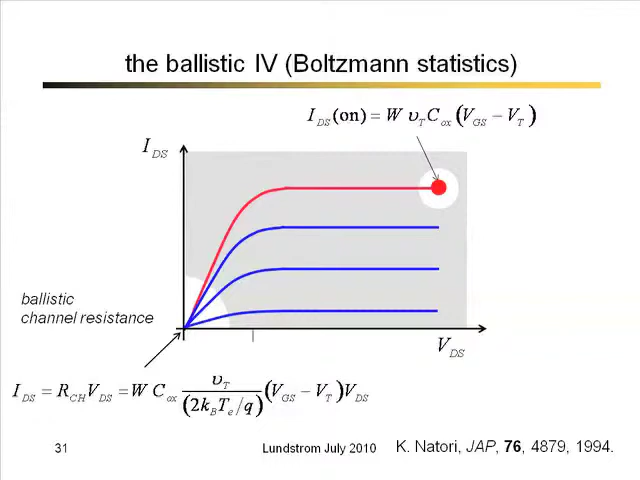 the ballistic IV (Boltzmann statistics)
I_DS (on) = W υ_T C_ox (V_GS − V_T)
I_DS
ballistic
channel resistance
V_DS
I_DS = R_CH V_DS = W C_ox υ_T / (2k_B T_e/q) (V_GS − V_T) V_DS
31
Lundstrom July 2010
K. Natori, JAP, 76, 4879, 1994.